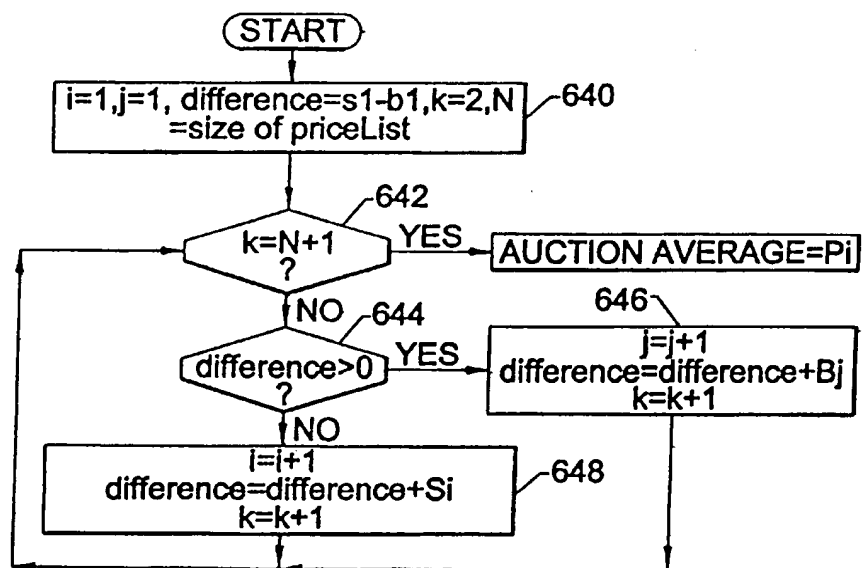 START
i=1,j=1, difference=s1-b1,k=2,N
=size of priceList
640
642
k=N+1
?
YES
AUCTION AVERAGE=Pi
NO
644
646
difference>0
?
YES
j=j+1
difference=difference+Bj
k=k+1
NO
i=i+1
difference=difference+Si
k=k+1
648